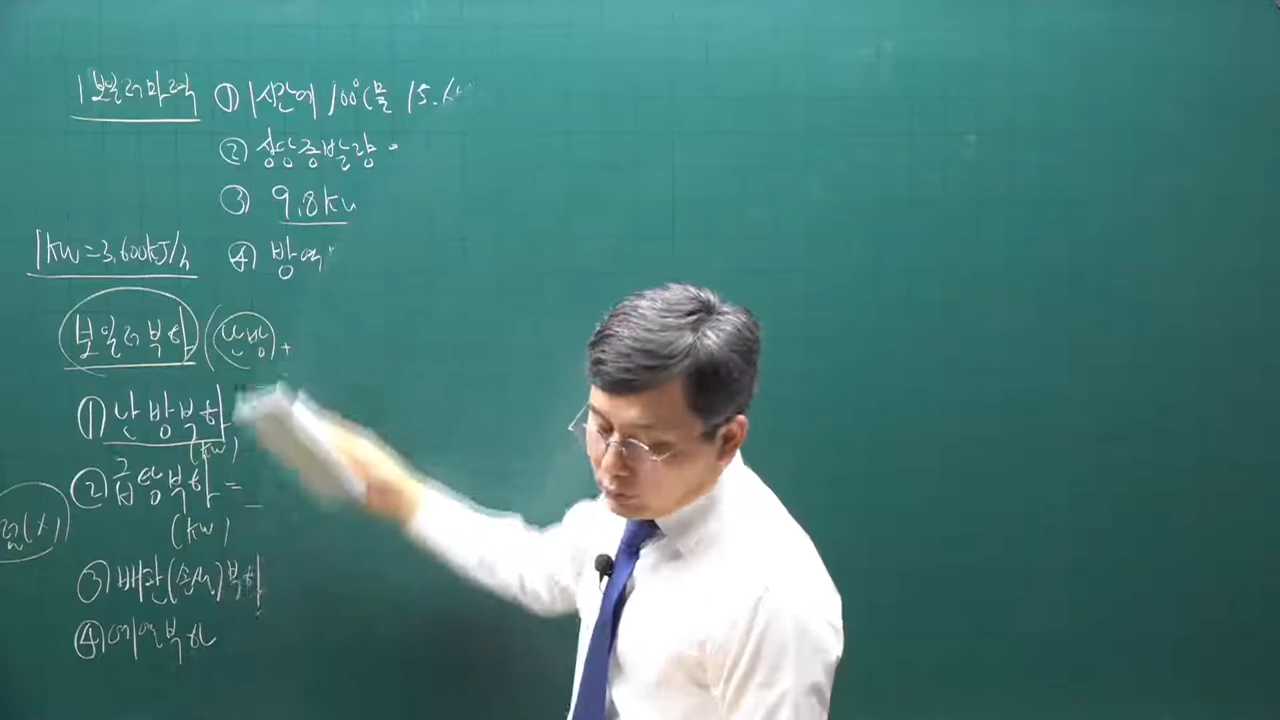 1보일러마력 ① 1시간에 100℃물 15.6
② 상당증발량
③ 9.8kw
1kw=3,600kJ/h ④ 방열
보일러부하 (난방+
① 난방부하
(kw)
② 급탕부하=
(kw)
(x)
③ 배관(손실)부하
④ 예열부하